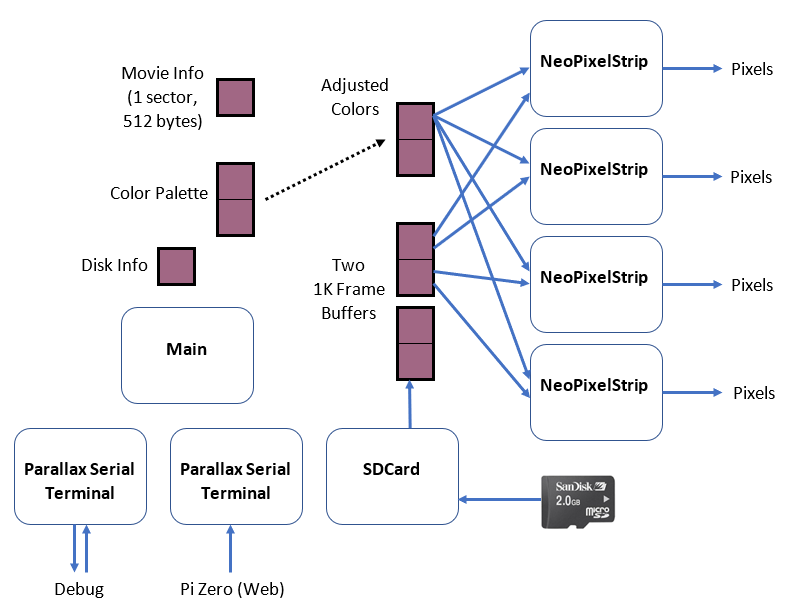 Movie Info
(1 sector,
512 bytes)
Color Palette
Disk Info
Main
Adjusted
Colors
Two
1K Frame
Buffers
NeoPixelStrip
Pixels
NeoPixelStrip
Pixels
NeoPixelStrip
Pixels
NeoPixelStrip
Pixels
Parallax Serial
Terminal
Parallax Serial
Terminal
SDCard
SanDisk
2.0GB
micro
SD
Debug
Pi Zero (Web)